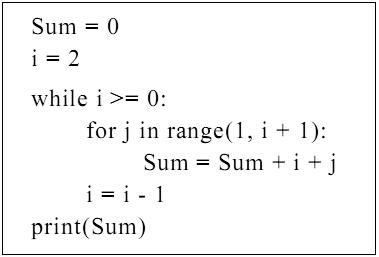 Sum = 0
i = 2
while i >= 0:
for j in range(1, i + 1):
Sum = Sum + i + j
i = i - 1
print(Sum)